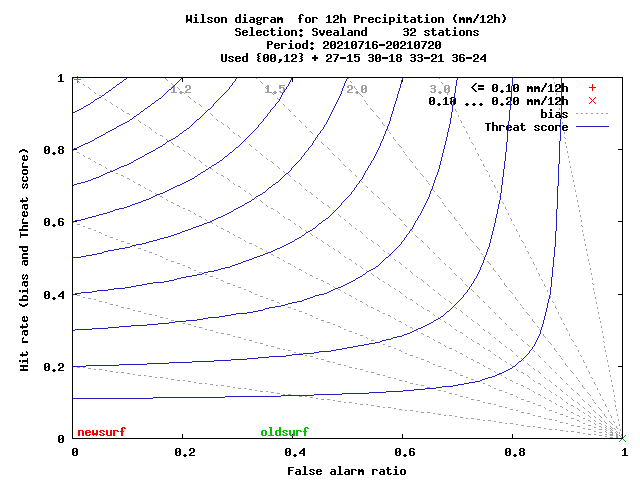 Wilson diagram  for 12h Precipitation (mm/12h)
Selection: Svealand     32 stations
Period: 20210716-20210720
Used {00,12} + 27-15 30-18 33-21 36-24
1.2 1.5 2.0 3.0
<= 0.10 mm/12h
0.10 ... 0.20 mm/12h
bias
Threat score
Hit rate (bias and Threat score)
1
0.8
0.6
0.4
0.2
0
newsurf oldsurf
0 0.2 0.4 0.6 0.8 1
False alarm ratio